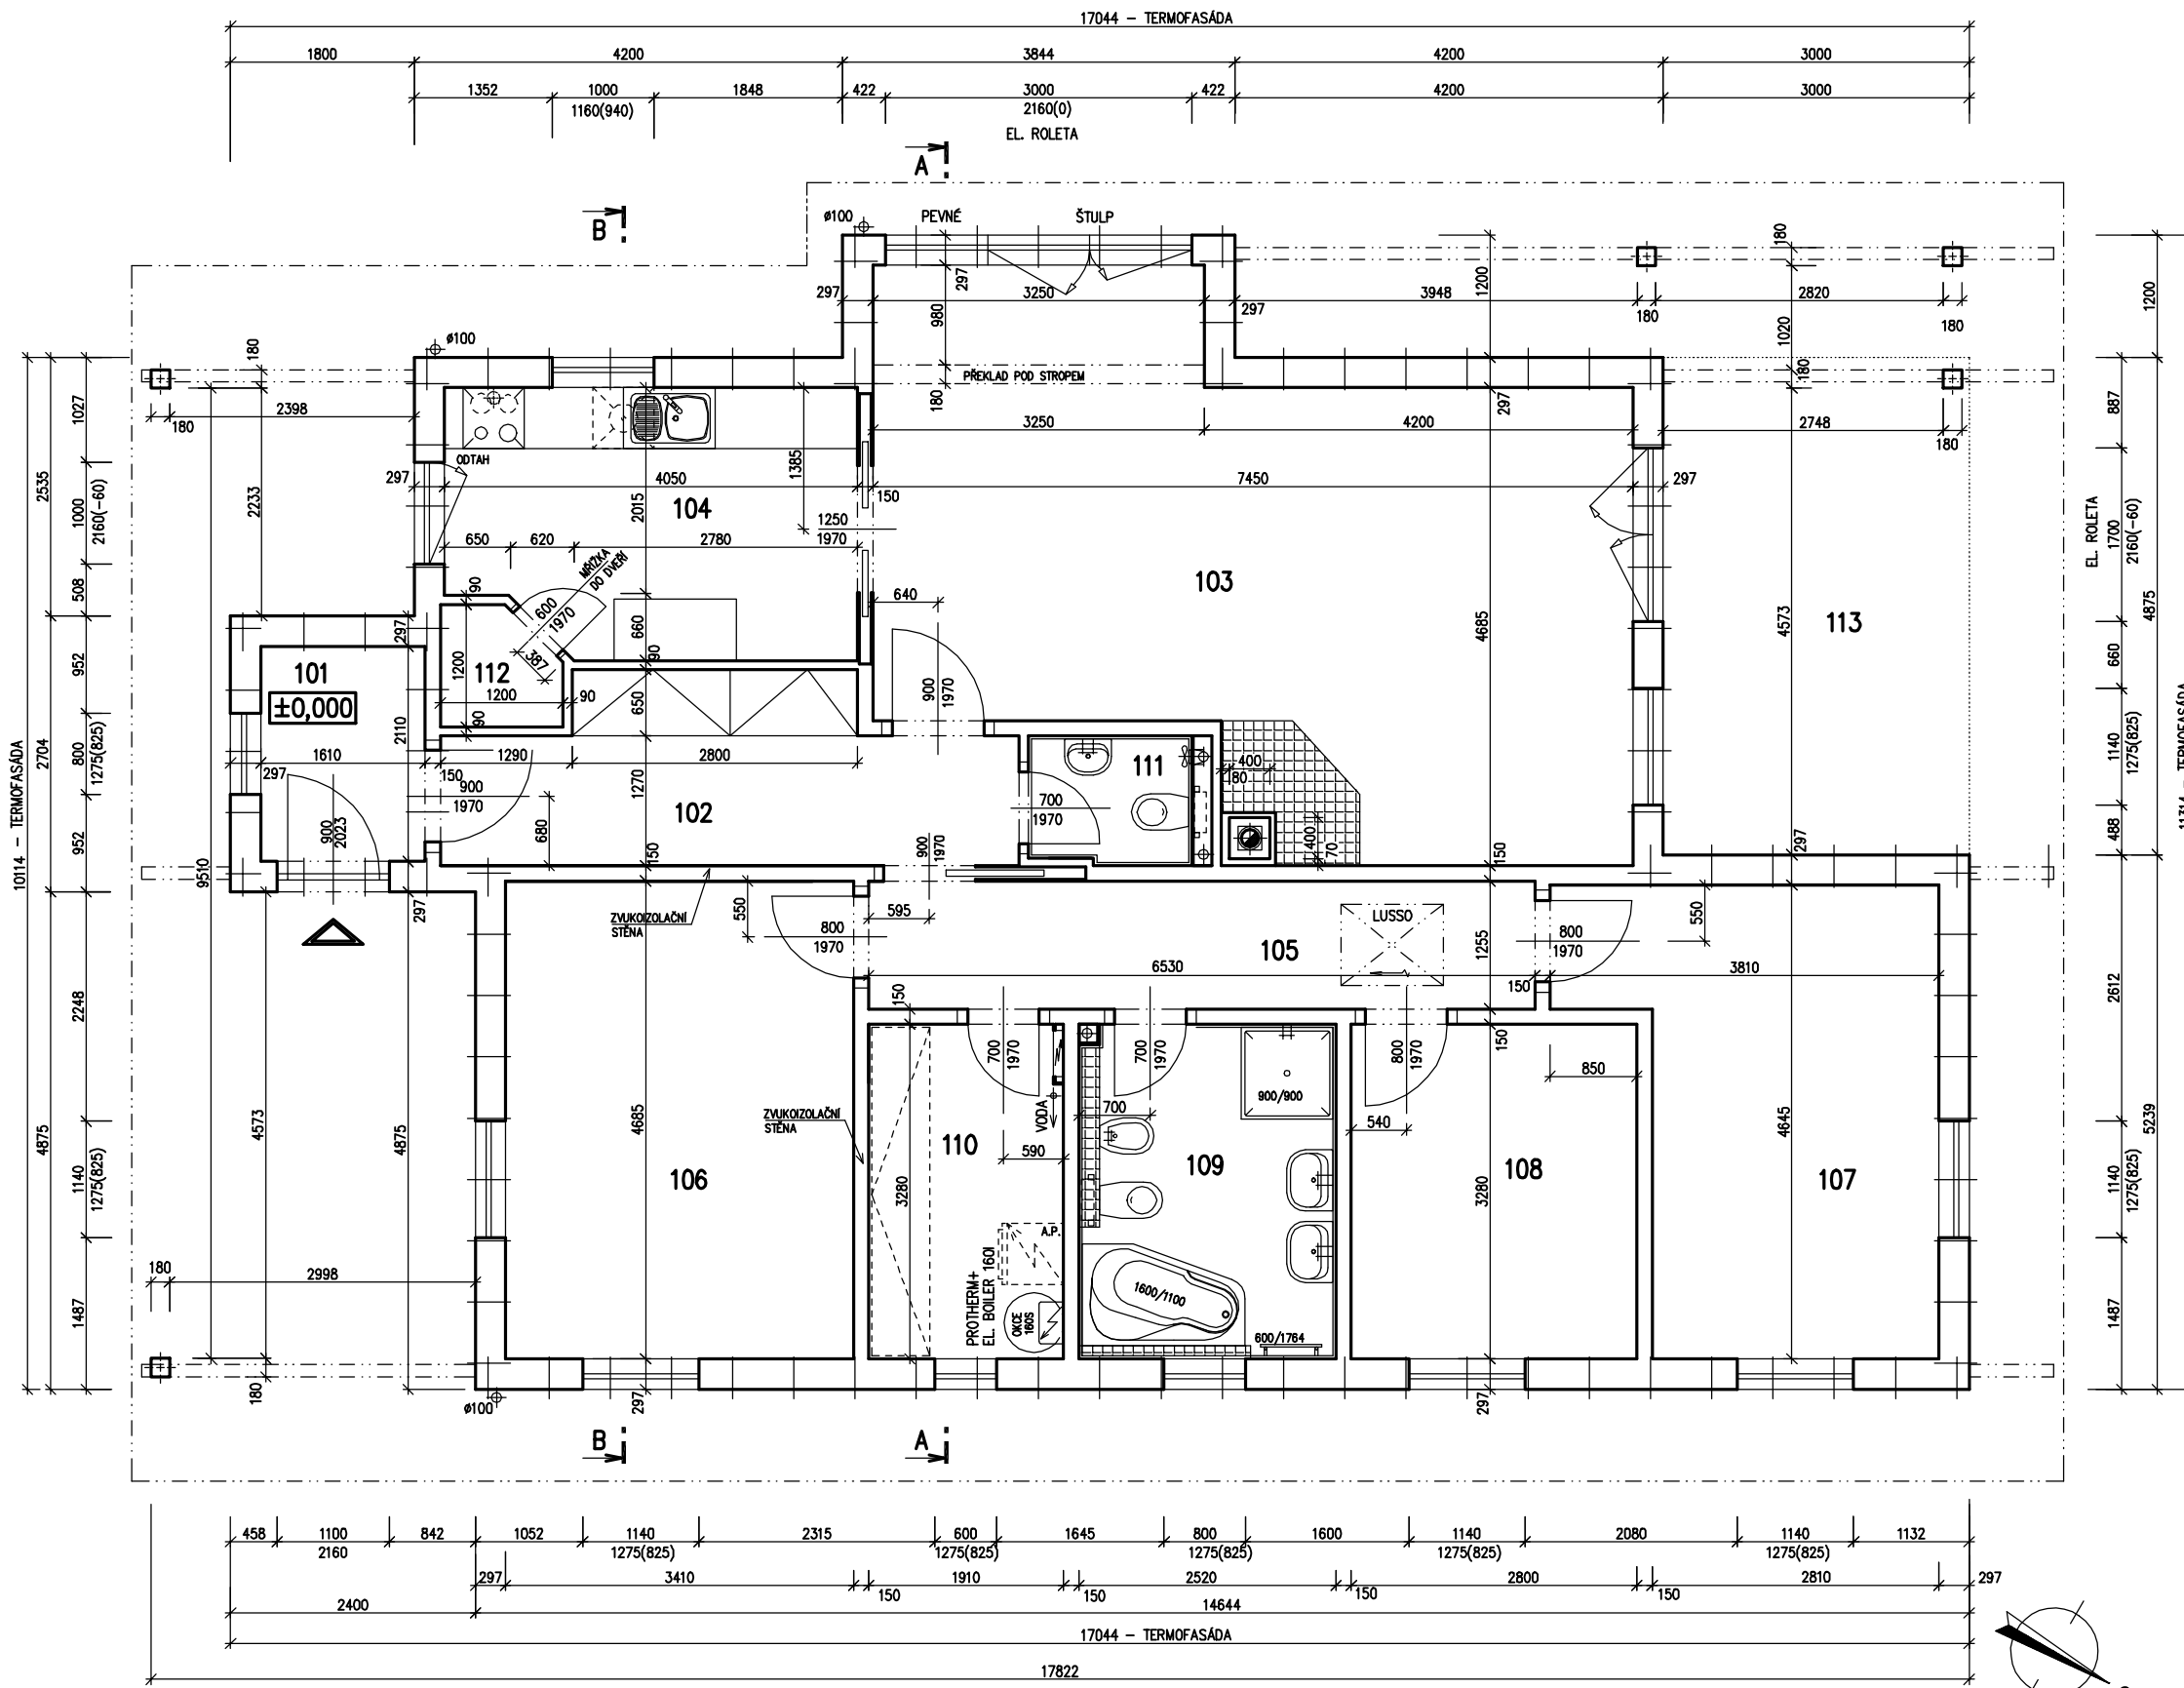 17044 – TERMOFASÁDA
1800 4200 3844 4200 3000
1352 1000 1848 422 3000 422 4200 3000
1160(940) 2160(0)
EL. ROLETA
A
B
ø100 PEVNÉ ŠTULP
180
297 3250 297 3948 2820
980 297 1200 180 1020 180 1200
ø100
180 PŘEKLAD POD STROPEM 180
2398 180 3250 4200 297 2748 180
1027 887
ODTAH
297 4050 1385 150 7450 297
2535 1000 2160(–60) 2233 2015 104
1250
1970
EL. ROLETA 1700 2160(–60) 4875
650 620 2780
MŘÍŽKA
DO DVEŘÍ
103
508 90 600 1970 640
660 4685 4573 113
297 387 90
101 112 1200
±0,000
952 1200 90 650 900 1970 660
10114 – TERMOFASÁDA
11314 – TERMOFASÁDA
2704 800 1275(825) 2110 90
1610 150 1290 2800
297 900 1970 1270 111 400 80
1140 1275(825)
102 700 1970
900 2023 680 400 70
952 9510 150 900 1970 150 297 488
297
ZVUKOIZOLAČNÍ
STĚNA
550 595 LUSSO 550
800 1970 105 1255 800 1970
6530 150 3810
2248 150 2612
700 1970 700 1970 150 800 1970 850
900/900
ZVUKOIZOLAČNÍ
STĚNA
VODA 700 540
4875 4573 4875 4685 110 590 109 108 4645 5239
106 107
1140 1275(825) 3280 3280 1140 1275(825)
A.P.
PROTHERM+
EL. BOILER 160l
OKCE
160S
1600/1100
600/1764
180 2998
1487 1487
180 ø100 297 297
B A
458 1100 842 1052 1140 2315 600 1645 800 1600 1140 2080 1140 1132
2160 1275(825) 1275(825) 1275(825) 1275(825) 1275(825)
297 3410 150 1910 150 2520 150 2800 150 2810 297
2400 14644
17044 – TERMOFASÁDA
17822